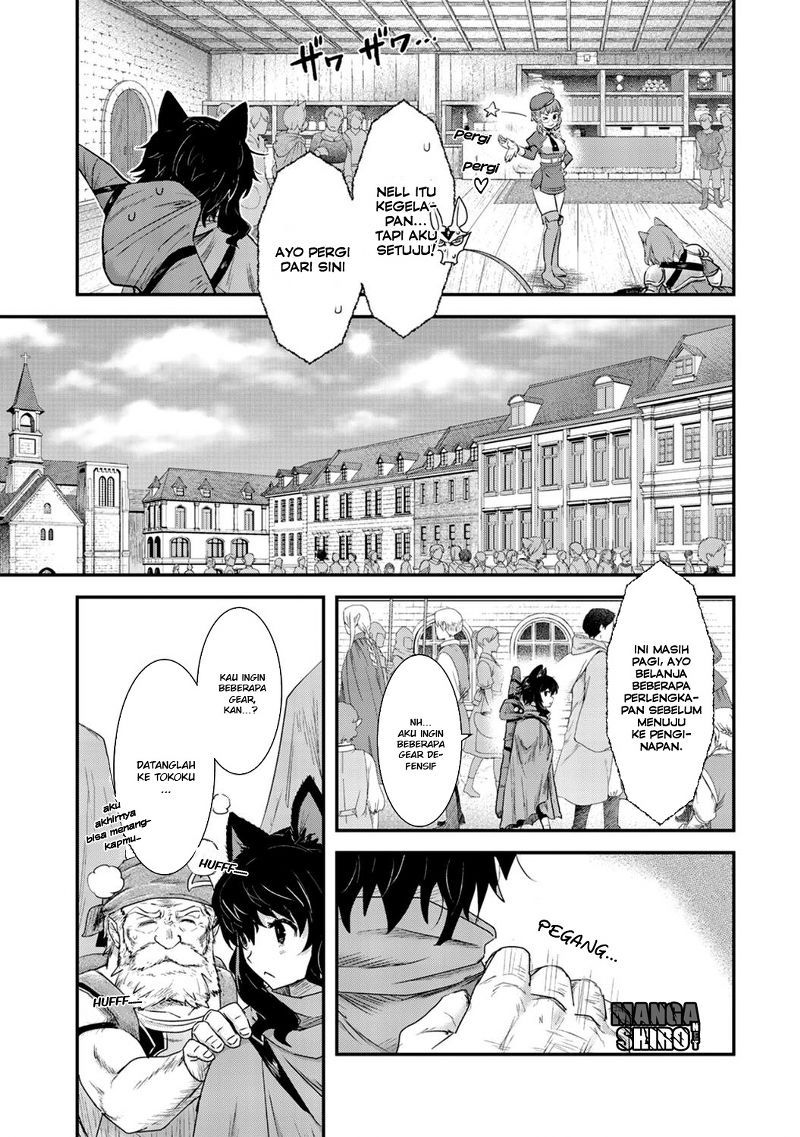 ザワ ザワ...
Pergi
Pergi
NELL ITU
KEGELA-
PAN...
TAPI AKU
SETUJU!
AYO PERGI
DARI SINI
INI MASIH
PAGI, AYO
BELANJA
BEBERAPA
PERLENGKA-
PAN SEBELUM
MENUJU
KE PENGI-
NAPAN.
NH...
AKU INGIN
BEBERAPA
GEAR DE-
FENSIF
PEGANG...
MANGA
SHIRO!
NET
KAU INGIN
BEBERAPA
GEAR,
KAN...?
DATANGLAH
KE TOKOKU
...
aku
akhirnya
bisa menang-
kapmu...
HUFFF......
HUFFF......